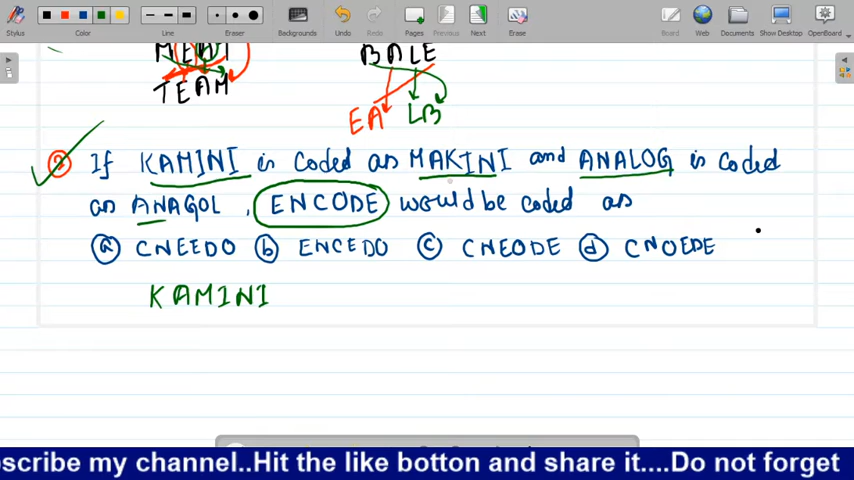 Stylus Color Line Eraser Backgrounds Undo Redo Pages Previous Next Erase Board Web Documents Show Desktop OpenBoard
MEAT BALE
TEAM EA LB
② If KAMINI is coded as MAKINI and ANALOG is coded
as ANAGOL , ENCODE would be coded as
ⓐ CNEEDO ⓑ ENCEDO ⓒ CNEODE ⓓ CNOEDE
KAMINI
scribe my channel..Hit the like botton and share it....Do not forget